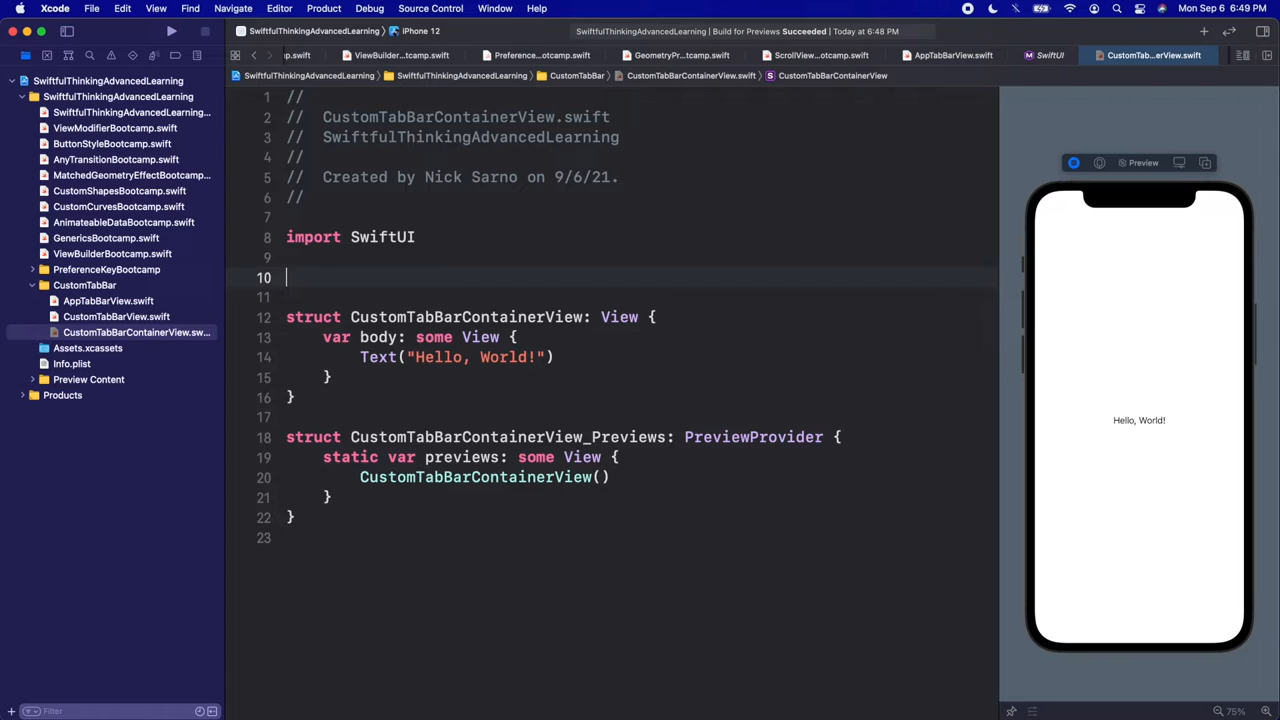 Xcode File Edit View Find Navigate Editor Product Debug Source Control Window Help Mon Sep 6 6:49 PM
SwiftfulThinkingAdvancedLearning iPhone 12 SwiftfulThinkingAdvancedLearning | Build for Previews Succeeded | Today at 6:48 PM
ɩp.swift ViewBuilder...tcamp.swift Preference...otcamp.swift GeometryPr...tcamp.swift ScrollView...otcamp.swift AppTabBarView.swift SwiftUI CustomTab...erView.swift
SwiftfulThinkingAdvancedLearning SwiftfulThinkingAdvancedLearning CustomTabBar CustomTabBarContainerView.swift CustomTabBarContainerView
SwiftfulThinkingAdvancedLearning
SwiftfulThinkingAdvancedLearning
SwiftfulThinkingAdvancedLearning...
ViewModifierBootcamp.swift
ButtonStyleBootcamp.swift
AnyTransitionBootcamp.swift
MatchedGeometryEffectBootcamp...
CustomShapesBootcamp.swift
CustomCurvesBootcamp.swift
AnimateableDataBootcamp.swift
GenericsBootcamp.swift
ViewBuilderBootcamp.swift
PreferenceKeyBootcamp
CustomTabBar
AppTabBarView.swift
CustomTabBarView.swift
CustomTabBarContainerView.sw...
Assets.xcassets
Info.plist
Preview Content
Products
Filter
1 //
2 // CustomTabBarContainerView.swift
3 // SwiftfulThinkingAdvancedLearning
4 //
5 // Created by Nick Sarno on 9/6/21.
6 //
7
8 import SwiftUI
9
10
11
12 struct CustomTabBarContainerView: View {
13 var body: some View {
14 Text("Hello, World!")
15 }
16 }
17
18 struct CustomTabBarContainerView_Previews: PreviewProvider {
19 static var previews: some View {
20 CustomTabBarContainerView()
21 }
22 }
23
Preview
Hello, World!
75%